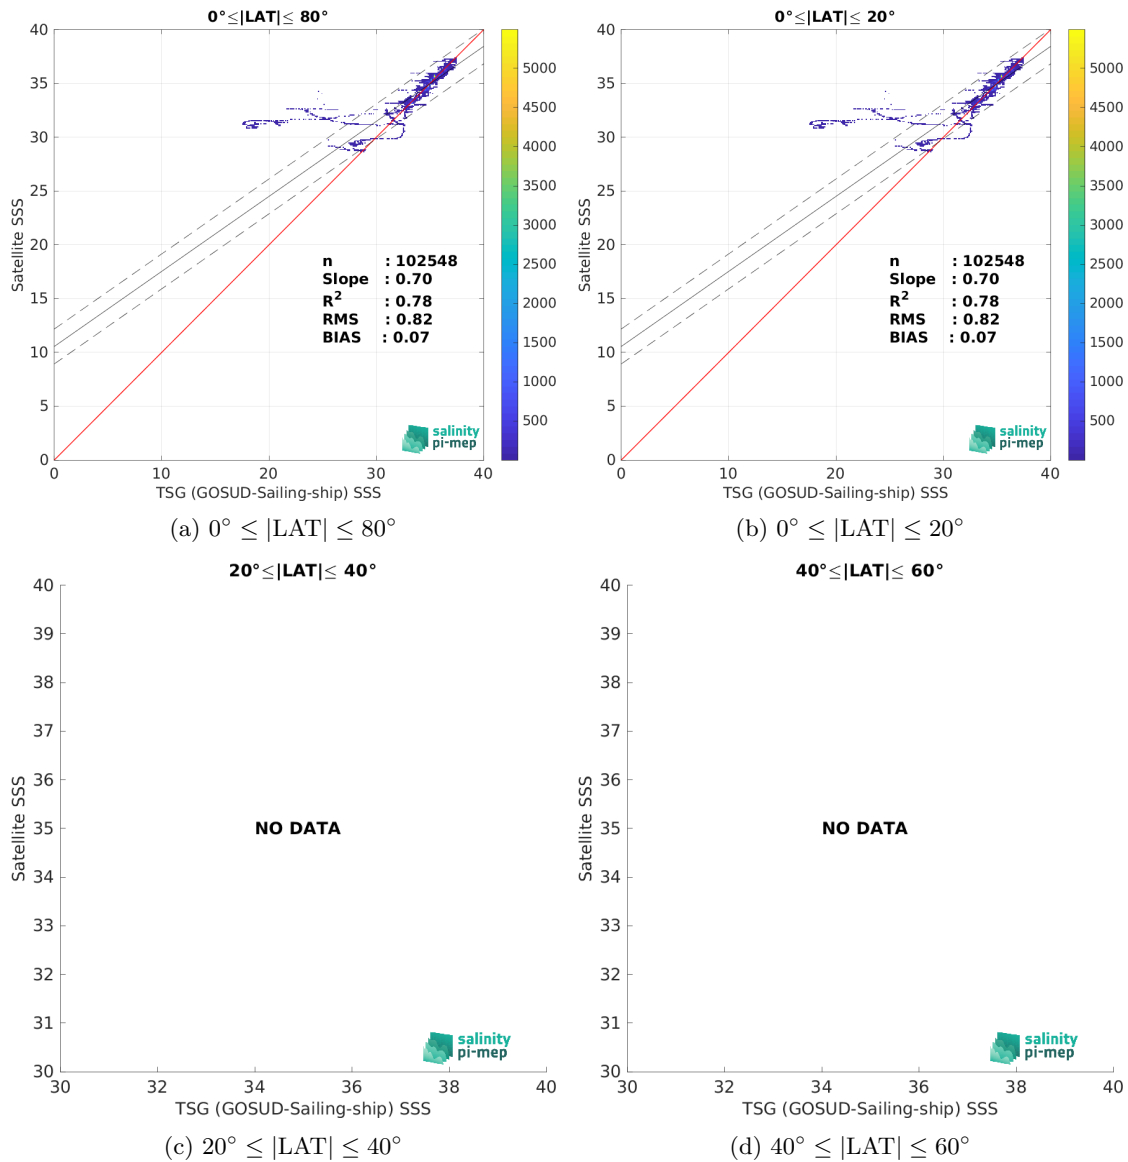 0°≤|LAT|≤ 80°
Satellite SSS
40
35
30
25
20
15
10
5
0
0
10
20
30
40
TSG (GOSUD-Sailing-ship) SSS
n : 102548
Slope : 0.70
R² : 0.78
RMS : 0.82
BIAS : 0.07
salinity
pi-mep
5000
4500
4000
3500
3000
2500
2000
1500
1000
500
(a) 0° ≤ |LAT| ≤ 80°
0°≤|LAT|≤ 20°
Satellite SSS
40
35
30
25
20
15
10
5
0
0
10
20
30
40
TSG (GOSUD-Sailing-ship) SSS
n : 102548
Slope : 0.70
R² : 0.78
RMS : 0.82
BIAS : 0.07
salinity
pi-mep
5000
4500
4000
3500
3000
2500
2000
1500
1000
500
(b) 0° ≤ |LAT| ≤ 20°
20°≤|LAT|≤ 40°
Satellite SSS
40
39
38
37
36
35
34
33
32
31
30
NO DATA
salinity
pi-mep
30
32
34
36
38
40
TSG (GOSUD-Sailing-ship) SSS
(c) 20° ≤ |LAT| ≤ 40°
40°≤|LAT|≤ 60°
Satellite SSS
40
39
38
37
36
35
34
33
32
31
30
NO DATA
salinity
pi-mep
30
32
34
36
38
40
TSG (GOSUD-Sailing-ship) SSS
(d) 40° ≤ |LAT| ≤ 60°